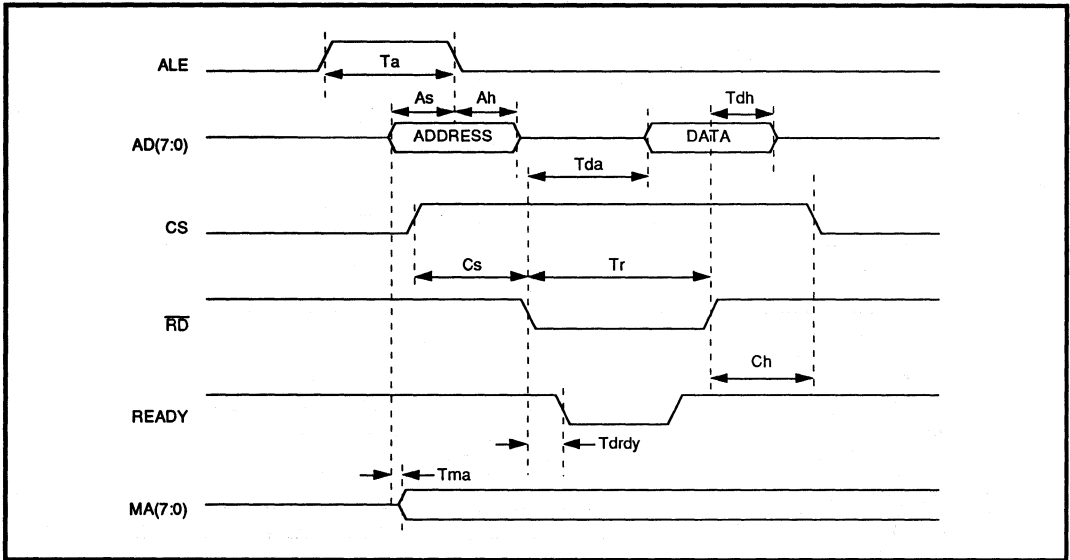 ALE
Ta
As
Ah
Tdh
AD(7:0)
ADDRESS
DATA
Tda
CS
Cs
Tr
RD
Ch
READY
Tdrdy
Tma
MA(7:0)